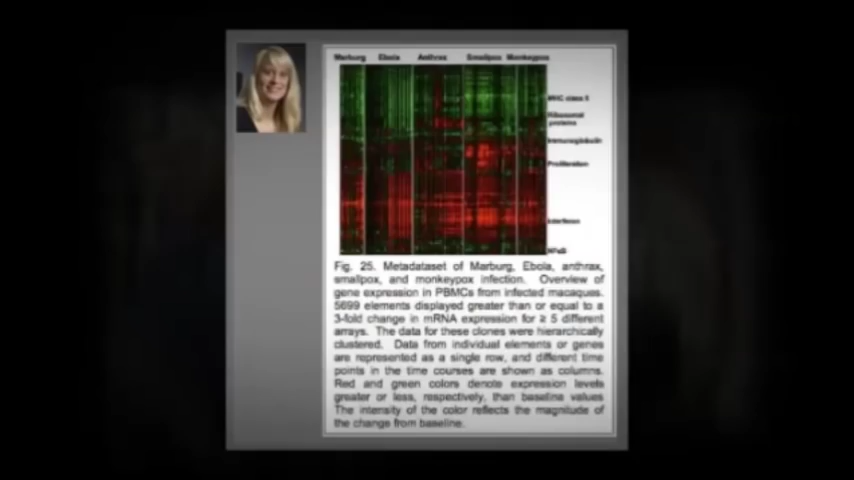 Marburg Ebola Anthrax Smallpox Monkeypox
MHC class II
Ribosomal
proteins
Immunoglobulin
Proliferation
Interferon
NFκB
Fig. 25. Metadataset of Marburg, Ebola, anthrax,
smallpox, and monkeypox infection. Overview of
gene expression in PBMCs from infected macaques.
5699 elements displayed greater than or equal to a
3-fold change in mRNA expression for ≥ 5 different
arrays. The data for these clones were hierarchically
clustered. Data from individual elements or genes
are represented as a single row, and different time
points in the time courses are shown as columns.
Red and green colors denote expression levels
greater or less, respectively, than baseline values
The intensity of the color reflects the magnitude of
the change from baseline.